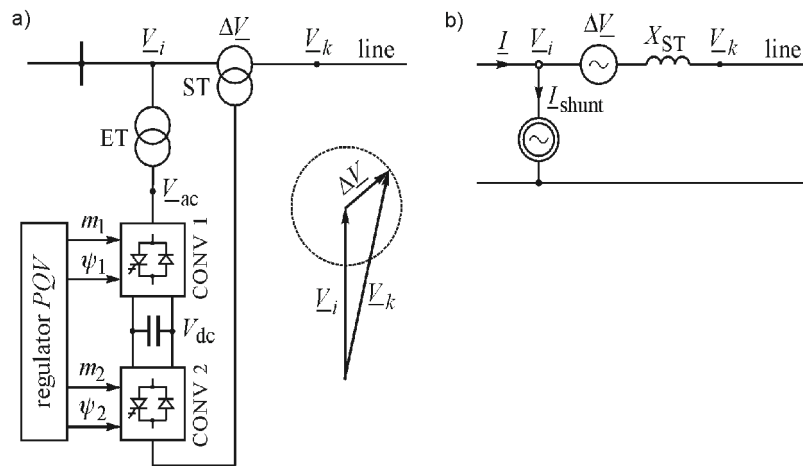 a)
V_i
ΔV
V_k
line
ST
ET
V_ac
regulator PQV
m_1
ψ_1
CONV 1
V_dc
m_2
ψ_2
CONV 2
ΔV
V_i
V_k
b)
I
V_i
ΔV
X_ST
V_k
line
I_shunt